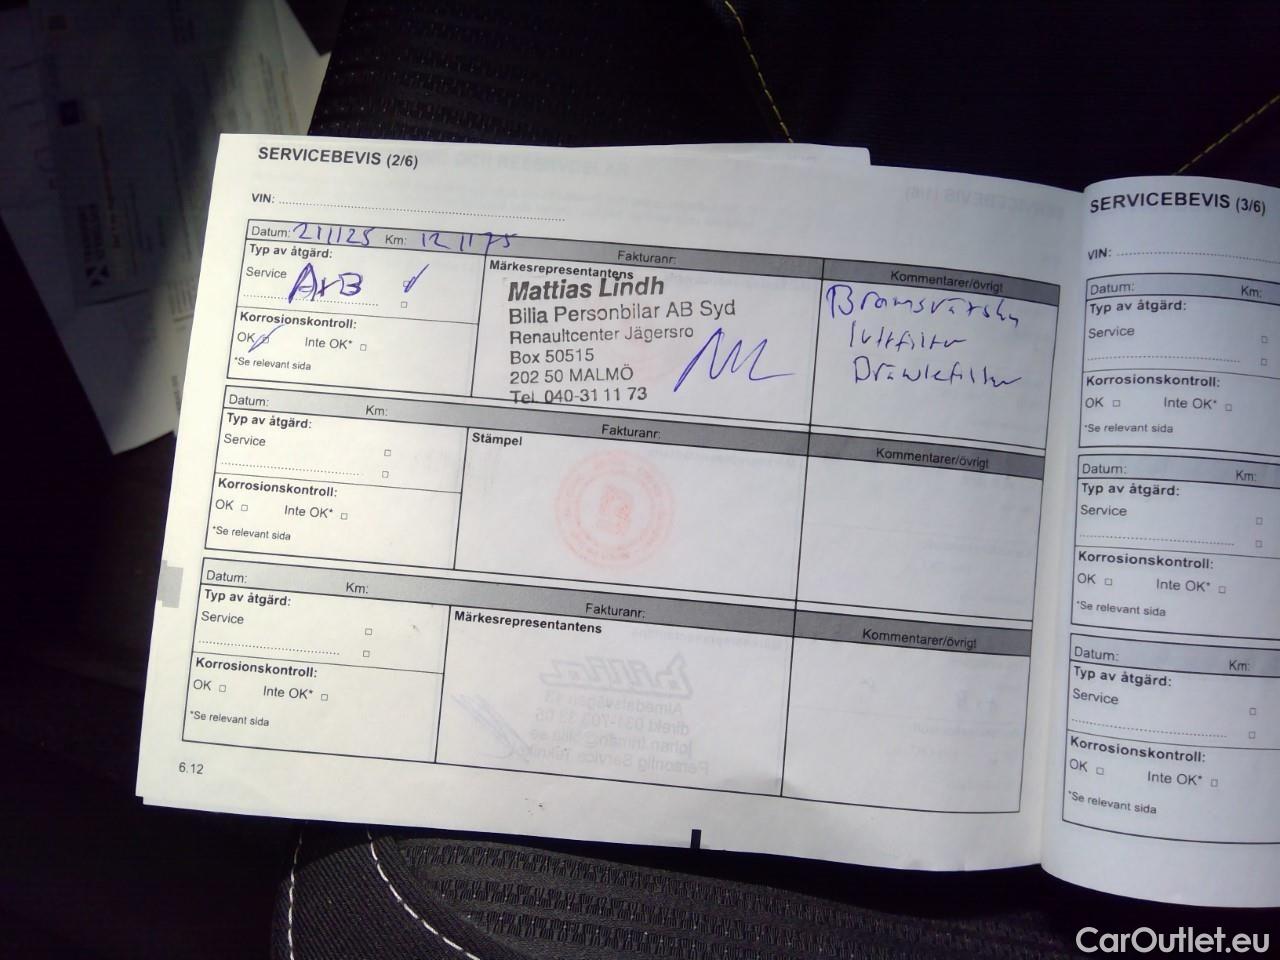 SERVICEBEVIS (2/6)
VIN:
Datum: Km: Fakturanr: Kommentarer/övrigt
Typ av åtgärd:
Service A+B
Korrosionskontroll:
OK Inte OK*
*Se relevant sida
Märkesrepresentantens
Mattias Lindh
Bilia Personbilar AB Syd
Renaultcenter Jägersro
Box 50515
202 50 MALMÖ
Tel. 040-31 11 73
Bromsvätska
luftfilter
Bränslefilter
Datum: Km: Fakturanr: Kommentarer/övrigt
Typ av åtgärd:
Service
Korrosionskontroll:
OK Inte OK*
*Se relevant sida
Stämpel
Datum: Km: Fakturanr: Kommentarer/övrigt
Typ av åtgärd:
Service
Korrosionskontroll:
OK Inte OK*
*Se relevant sida
Märkesrepresentantens
6.12
SERVICEBEVIS (3/6)
VIN:
Datum: Km:
Typ av åtgärd:
Service
Korrosionskontroll:
OK Inte OK*
*Se relevant sida
Datum: Km:
Typ av åtgärd:
Service
Korrosionskontroll:
OK Inte OK*
*Se relevant sida
Datum: Km:
Typ av åtgärd:
Service
Korrosionskontroll:
OK Inte OK*
*Se relevant sida
CarOutlet.eu